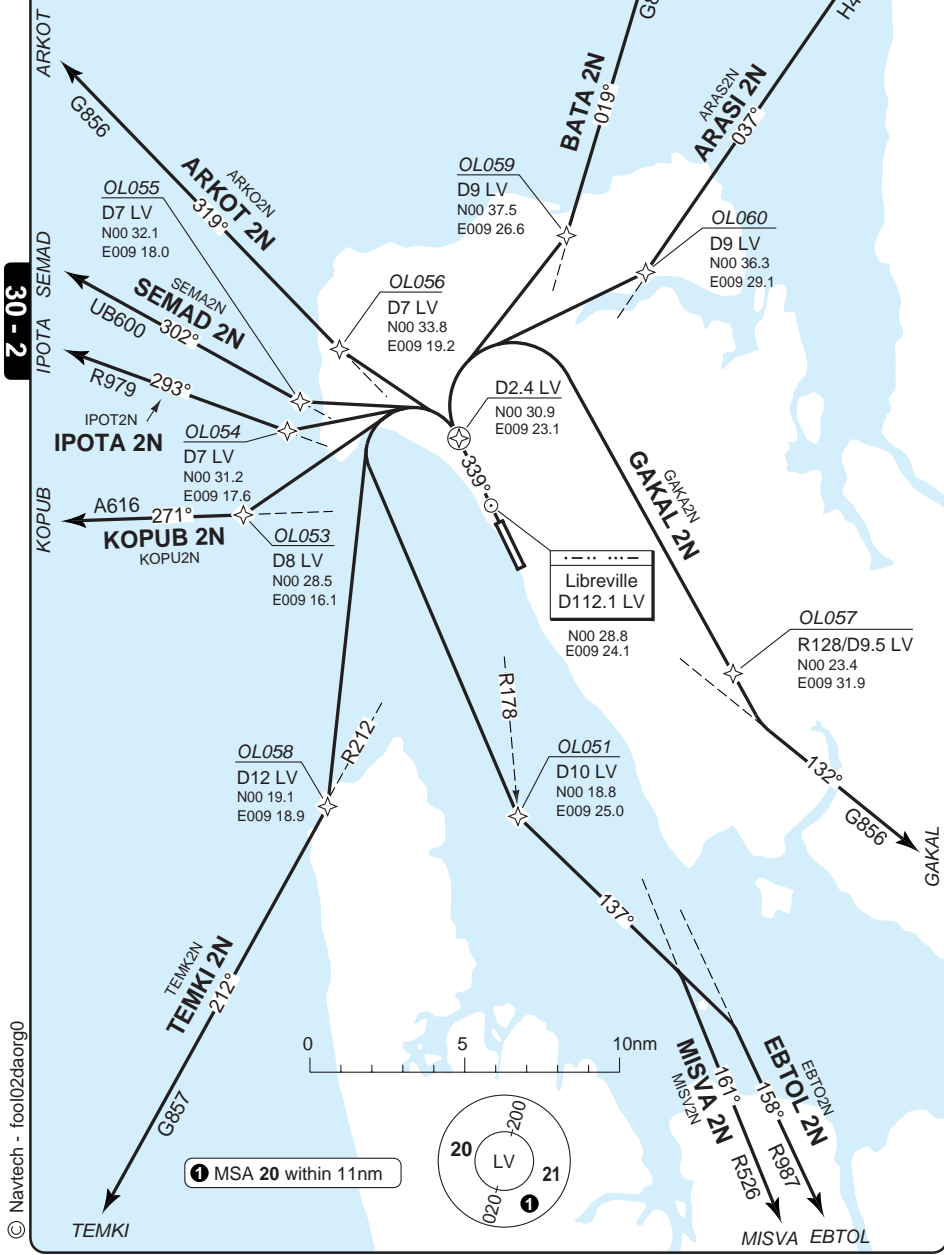 ARKOT
G856
ARKOT 2N
ARKO2N
319°
BATA 2N
019°
ARAS2N
ARASI 2N
037°
OL055
D7 LV
N00 32.1
E009 18.0
OL059
D9 LV
N00 37.5
E009 26.6
OL060
D9 LV
N00 36.3
E009 29.1
SEMAD
SEMA2N
SEMAD 2N
UB600
302°
OL056
D7 LV
N00 33.8
E009 19.2
30 - 2
IPOTA
R979
293°
IPOT2N
IPOTA 2N
OL054
D7 LV
N00 31.2
E009 17.6
D2.4 LV
N00 30.9
E009 23.1
339°
KOPUB
A616
271°
KOPUB 2N
KOPU2N
OL053
D8 LV
N00 28.5
E009 16.1
GAKA2N
GAKAL 2N
Libreville
D112.1 LV
N00 28.8
E009 24.1
OL057
R128/D9.5 LV
N00 23.4
E009 31.9
R178
R212
OL058
D12 LV
N00 19.1
E009 18.9
OL051
D10 LV
N00 18.8
E009 25.0
132°
G856
GAKAL
137°
TEMK2N
TEMKI 2N
212°
G857
TEMKI
0 5 10nm
MISVA 2N
MISV2N
161°
R526
MISVA
EBTO2N
EBTOL 2N
158°
R987
EBTOL
1 MSA 20 within 11nm
20
LV
21
200
020
1
© Navtech - fool02daorg0